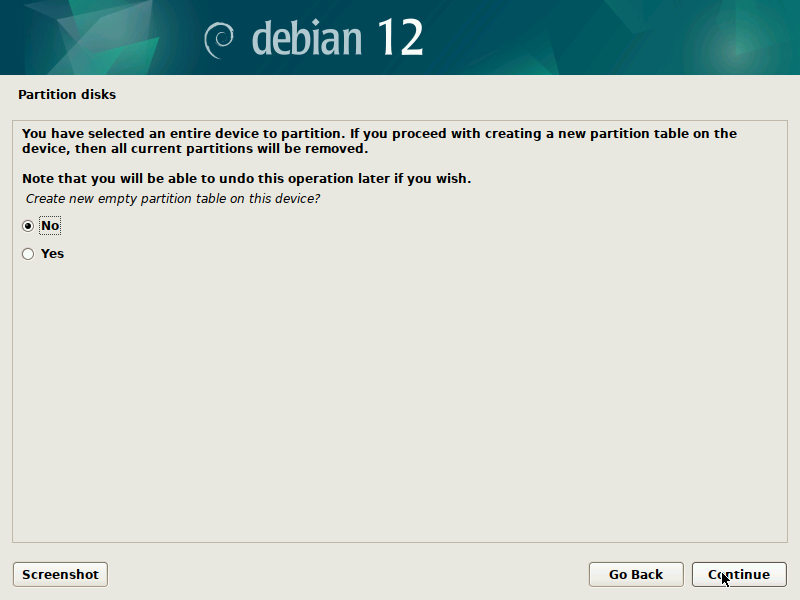 debian 12
Partition disks
You have selected an entire device to partition. If you proceed with creating a new partition table on the
device, then all current partitions will be removed.
Note that you will be able to undo this operation later if you wish.
Create new empty partition table on this device?
No
Yes
Screenshot
Go Back
Continue